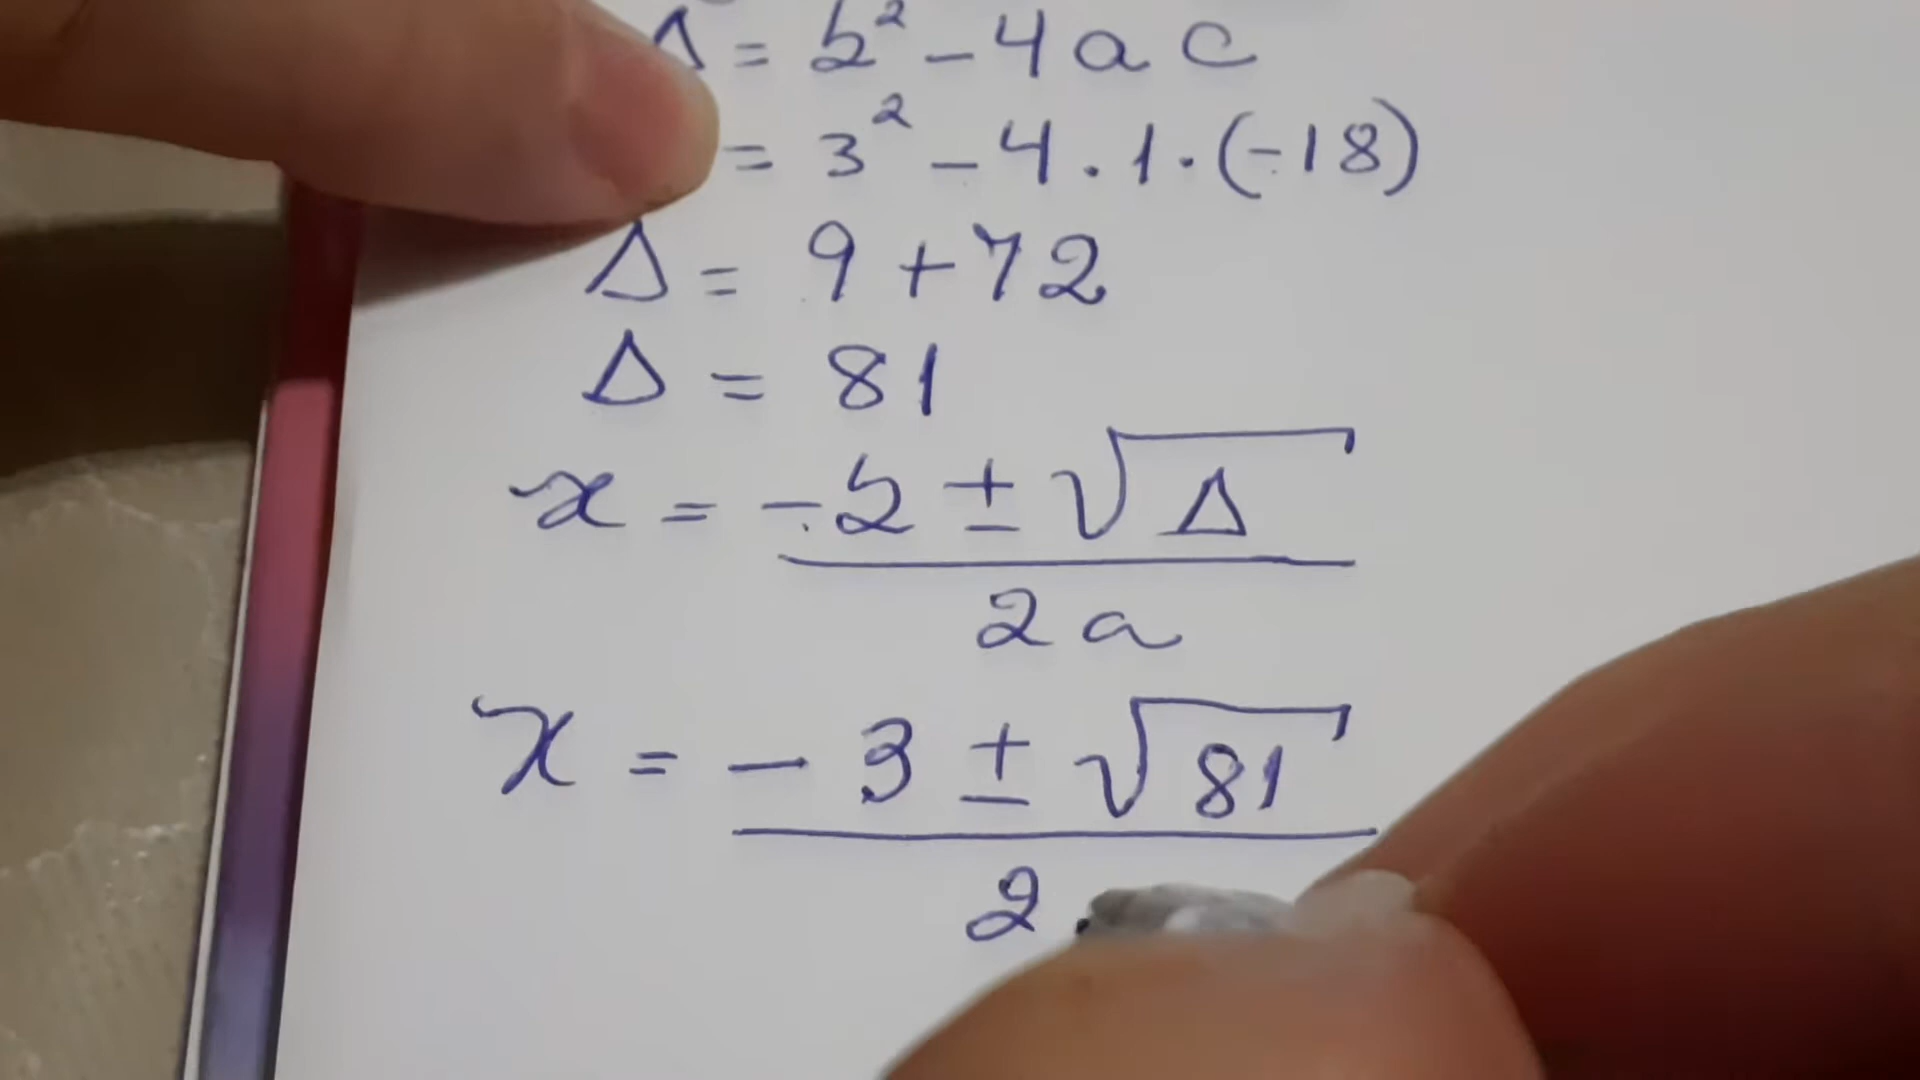 Δ = b² - 4ac
= 3² - 4.1.(-18)
Δ = 9 + 72
Δ = 81
x = -b ± √Δ
2a
x = -3 ± √81
2.